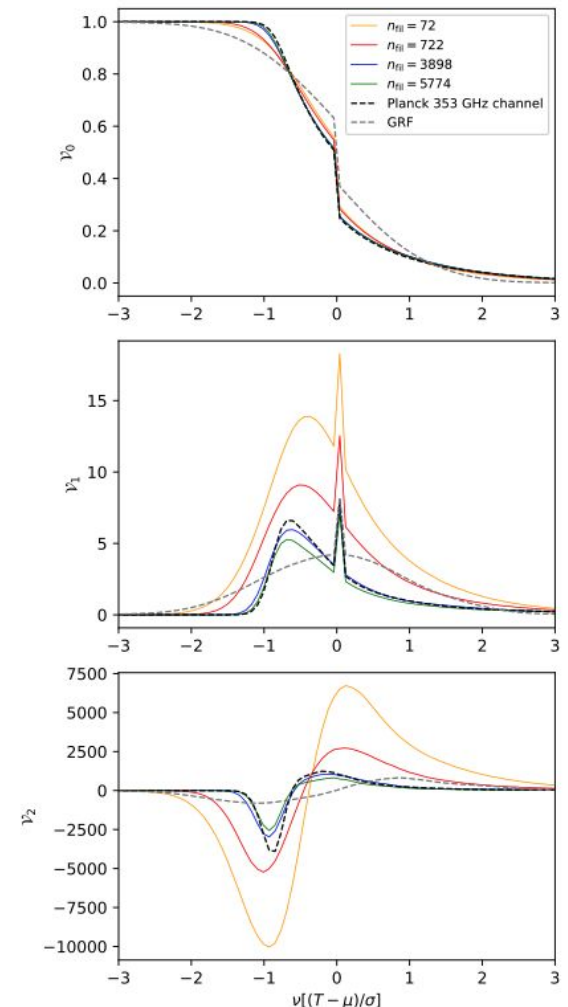 1.0
0.8
0.6
0.4
0.2
0.0
𝒱₀
n_fil = 72
n_fil = 722
n_fil = 3898
n_fil = 5774
Planck 353 GHz channel
GRF
−3 −2 −1 0 1 2 3
15
10
5
0
𝒱₁
−3 −2 −1 0 1 2 3
7500
5000
2500
0
−2500
−5000
−7500
−10000
𝒱₂
−3 −2 −1 0 1 2 3
ν[(T − μ)/σ]